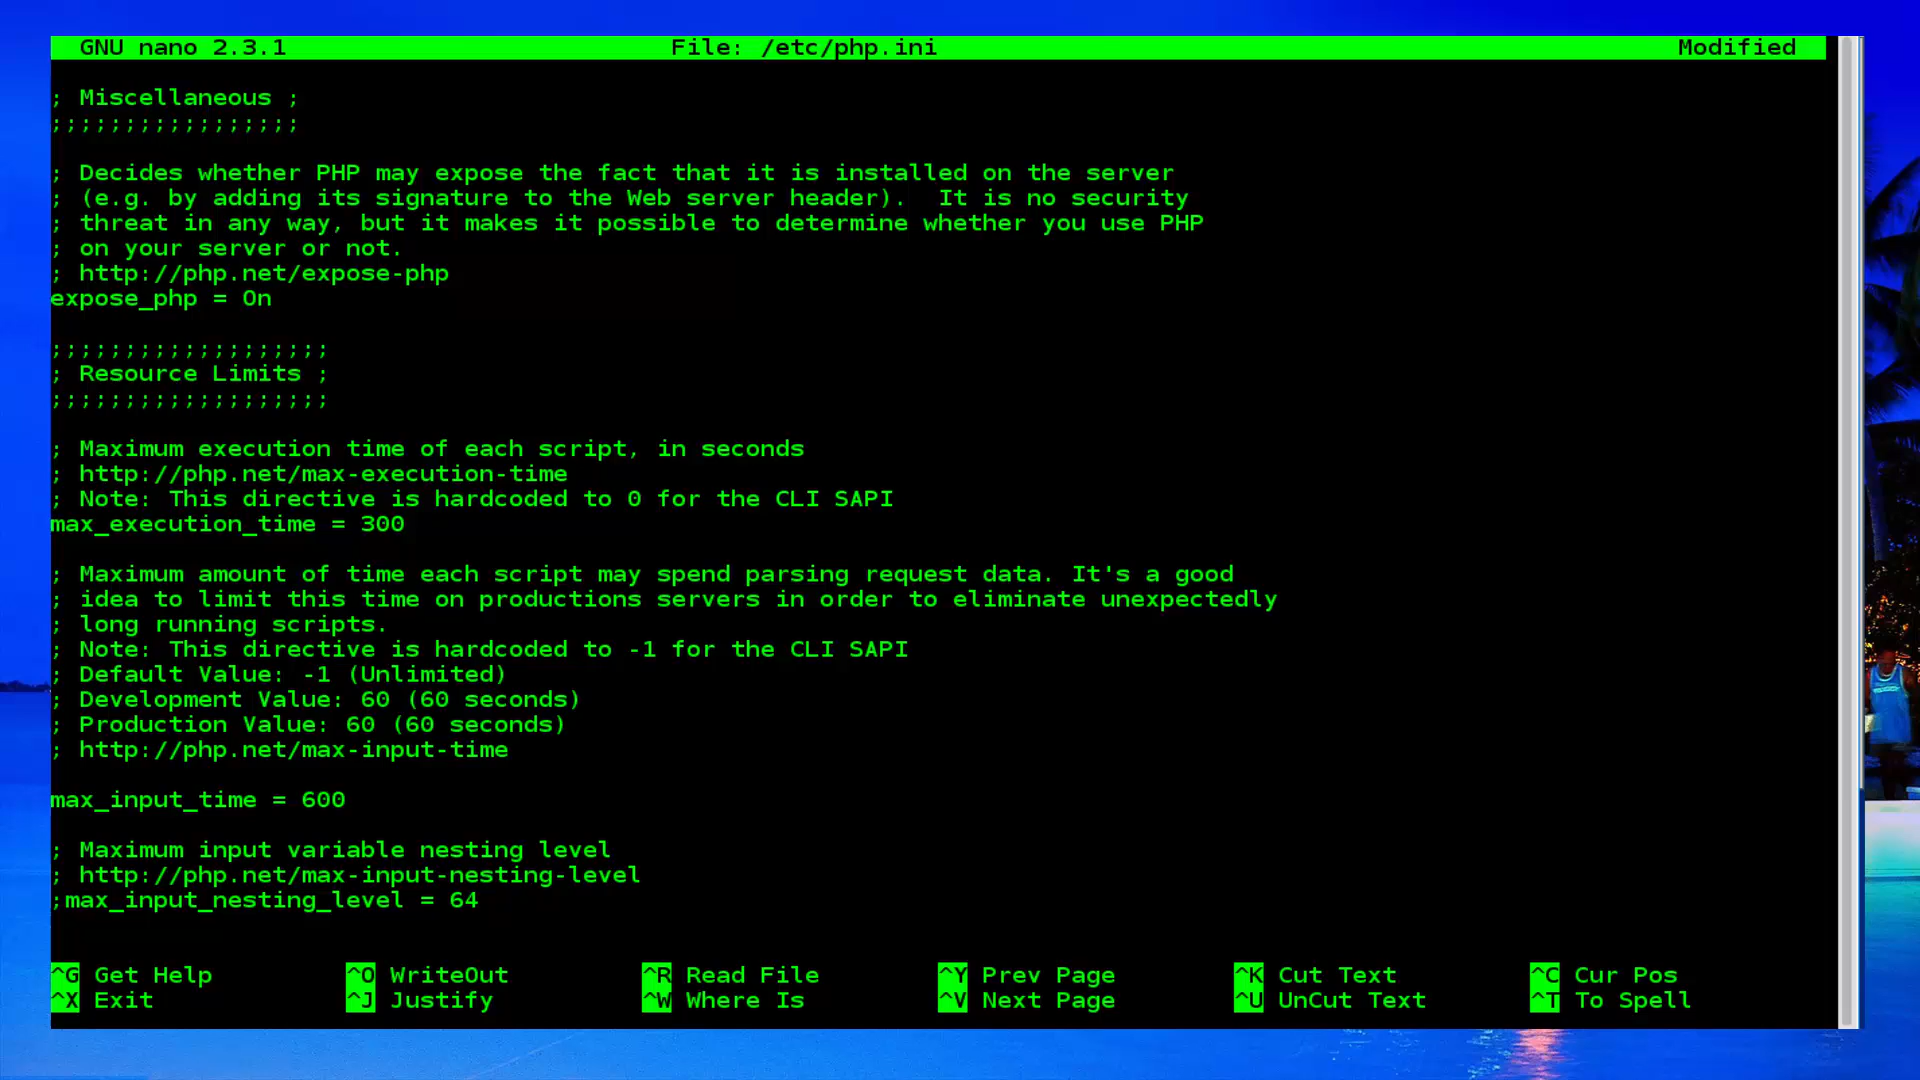 GNU nano 2.3.1 File: /etc/php.ini Modified
; Miscellaneous ;
;;;;;;;;;;;;;;;;;
; Decides whether PHP may expose the fact that it is installed on the server
; (e.g. by adding its signature to the Web server header).  It is no security
; threat in any way, but it makes it possible to determine whether you use PHP
; on your server or not.
; http://php.net/expose-php
expose_php = On
;;;;;;;;;;;;;;;;;;;
; Resource Limits ;
;;;;;;;;;;;;;;;;;;;
; Maximum execution time of each script, in seconds
; http://php.net/max-execution-time
; Note: This directive is hardcoded to 0 for the CLI SAPI
max_execution_time = 300
; Maximum amount of time each script may spend parsing request data. It's a good
; idea to limit this time on productions servers in order to eliminate unexpectedly
; long running scripts.
; Note: This directive is hardcoded to -1 for the CLI SAPI
; Default Value: -1 (Unlimited)
; Development Value: 60 (60 seconds)
; Production Value: 60 (60 seconds)
; http://php.net/max-input-time
max_input_time = 600
; Maximum input variable nesting level
; http://php.net/max-input-nesting-level
;max_input_nesting_level = 64
^G Get Help ^O WriteOut ^R Read File ^Y Prev Page ^K Cut Text ^C Cur Pos
^X Exit ^J Justify ^W Where Is ^V Next Page ^U UnCut Text ^T To Spell